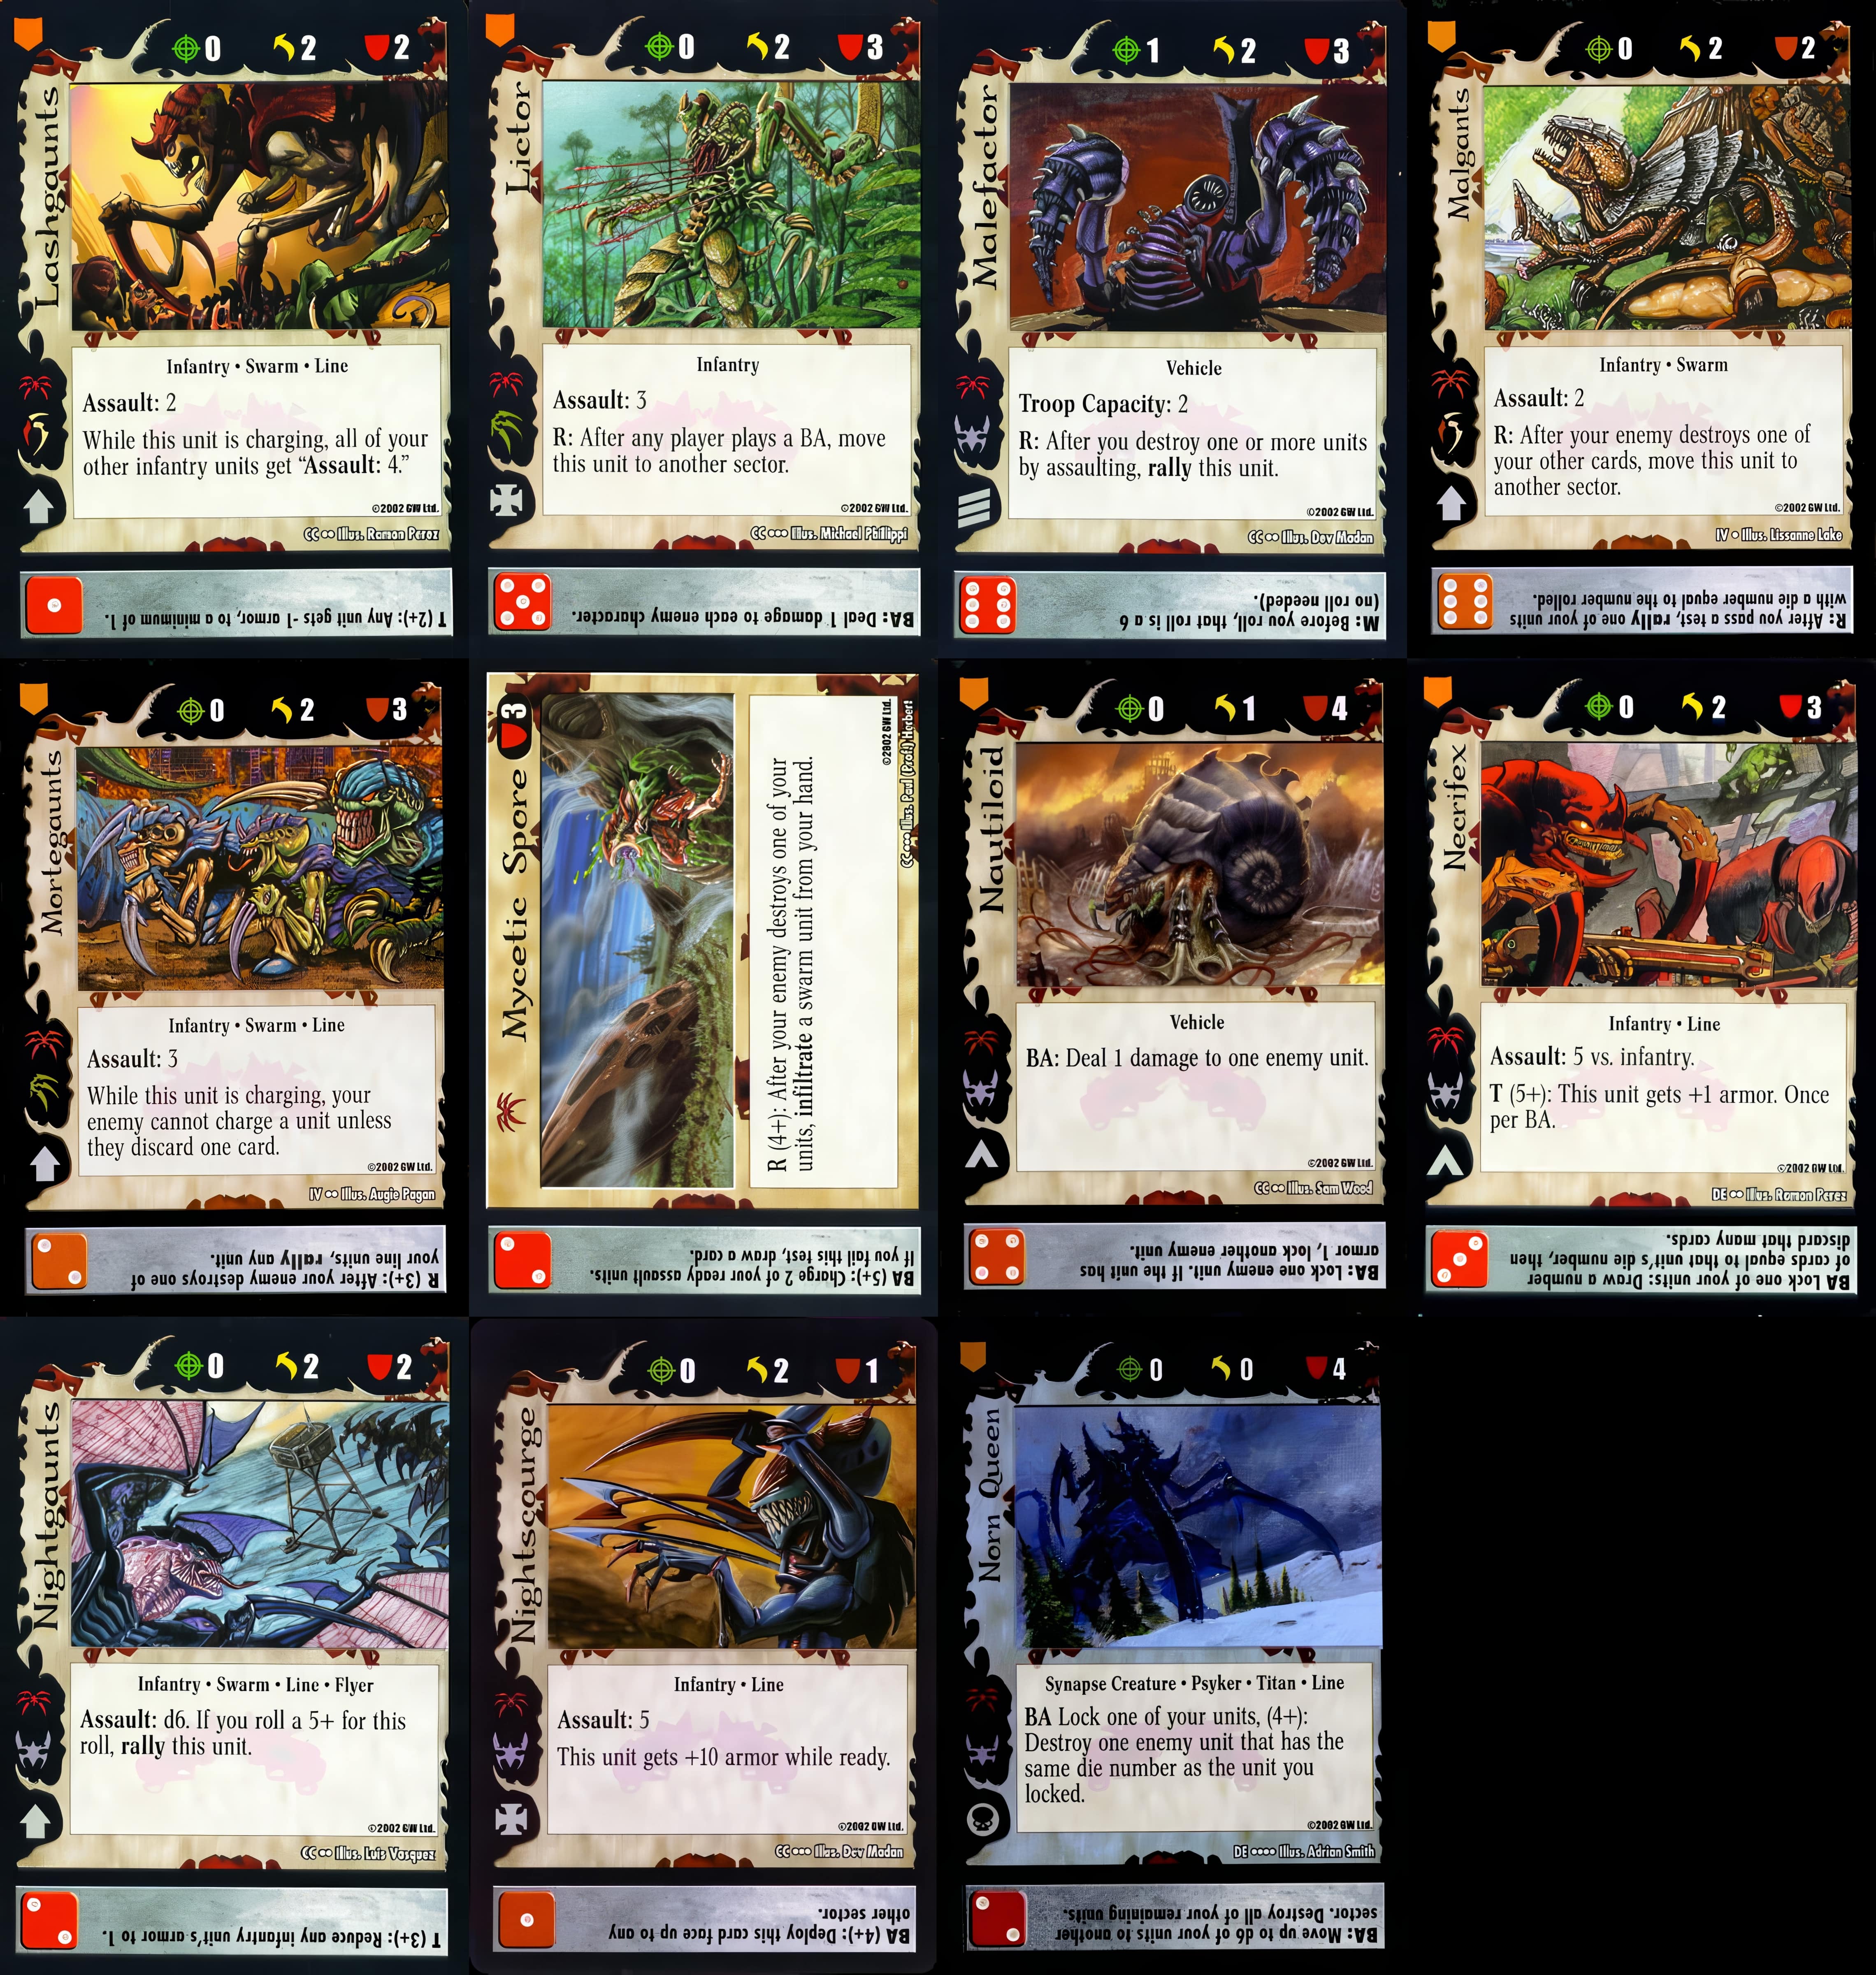 0 2 2
Lashgaunts
Infantry • Swarm • Line
Assault: 2
While this unit is charging, all of your
other infantry units get “Assault: 4.”
©2002 GW Ltd.
CC •• Illus. Ramon Perez
T (2+): Any unit gets -1 armor, to a minimum of 1.
0 2 3
Lictor
Infantry
Assault: 3
R: After any player plays a BA, move
this unit to another sector.
©2002 GW Ltd.
CC ••• Illus. Michael Phillippi
BA: Deal 1 damage to each enemy character.
1 2 3
Malefactor
Vehicle
Troop Capacity: 2
R: After you destroy one or more units
by assaulting, rally this unit.
©2002 GW Ltd.
CC •• Illus. Dev Madan
M: Before you roll, that roll is a 6
(no roll needed).
0 2 2
Malgants
Infantry • Swarm
Assault: 2
R: After your enemy destroys one of
your other cards, move this unit to
another sector.
©2002 GW Ltd.
IV • Illus. Lissanne Lake
R: After you pass a test, rally one of your units
with a die number equal to the number rolled.
0 2 3
Mortegaunts
Infantry • Swarm • Line
Assault: 3
While this unit is charging, your
enemy cannot charge a unit unless
they discard one card.
©2002 GW Ltd.
IV •• Illus. Augie Pagan
R (3+): After your enemy destroys one of
your line units, rally any unit.
Mycetic Spore 3
R (4+): After your enemy destroys one of your
units, infiltrate a swarm unit from your hand.
©2002 GW Ltd.
CC ••• Illus. Paul (Prof) Herbert
BA (5+): Charge 2 of your ready assault units.
If you fail this test, draw a card.
0 1 4
Nautiloid
Vehicle
BA: Deal 1 damage to one enemy unit.
©2002 GW Ltd.
CC •• Illus. Sam Wood
BA: Lock one enemy unit. If the unit has
armor 1, lock another enemy unit.
0 2 3
Necrifex
Infantry • Line
Assault: 5 vs. infantry.
T (5+): This unit gets +1 armor. Once
per BA.
©2002 GW Ltd.
DE •• Illus. Ramon Perez
BA Lock one of your units: Draw a number
of cards equal to that unit's die number, then
discard that many cards.
0 2 2
Nightgaunts
Infantry • Swarm • Line • Flyer
Assault: d6. If you roll a 5+ for this
roll, rally this unit.
©2002 GW Ltd.
CC •• Illus. Luis Vasquez
T (3+): Reduce any infantry unit's armor to 1.
0 2 1
Nightscourge
Infantry • Line
Assault: 5
This unit gets +10 armor while ready.
©2002 GW Ltd.
CC ••• Illus. Dev Madan
BA (4+): Deploy this card face up to any
other sector.
0 0 4
Norn Queen
Synapse Creature • Psyker • Titan • Line
BA Lock one of your units, (4+):
Destroy one enemy unit that has the
same die number as the unit you
locked.
©2002 GW Ltd.
DE •••• Illus. Adrian Smith
BA: Move up to d6 of your units to another
sector. Destroy all of your remaining units.